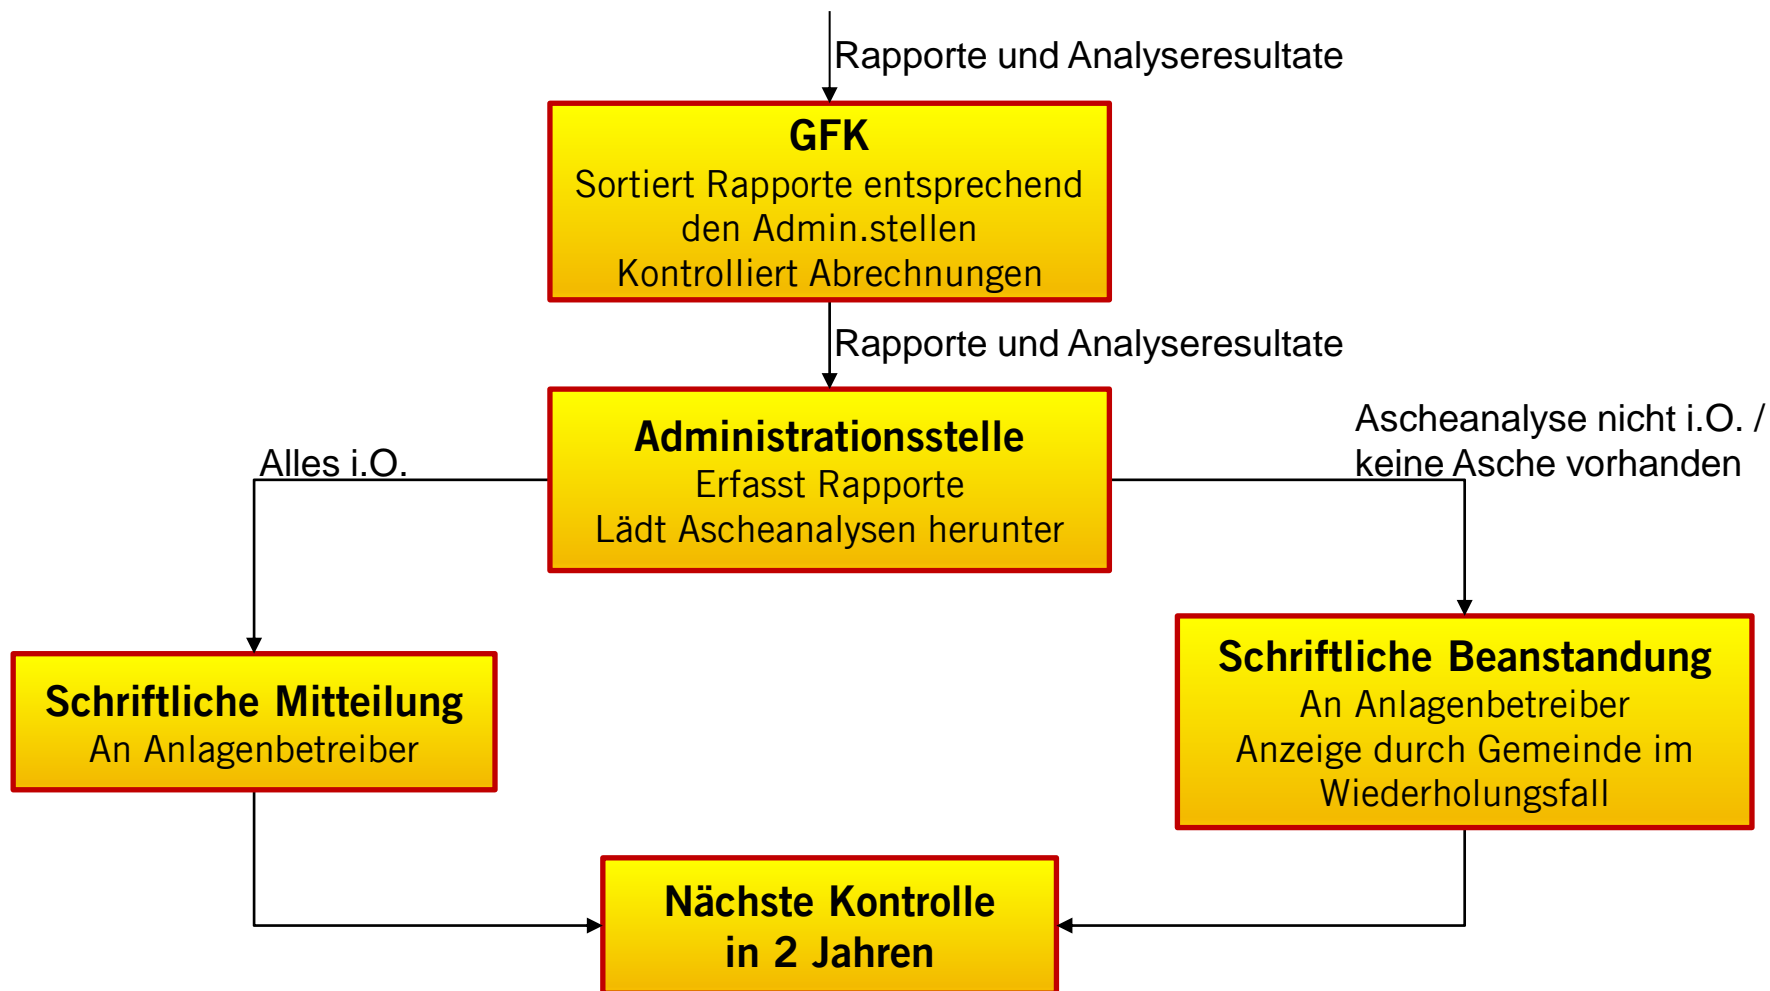 Rapporte und Analyseresultate
GFK
Sortiert Rapporte entsprechend
den Admin.stellen
Kontrolliert Abrechnungen
Rapporte und Analyseresultate
Administrationsstelle
Erfasst Rapporte
Lädt Ascheanalysen herunter
Alles i.O.
Ascheanalyse nicht i.O. /
keine Asche vorhanden
Schriftliche Mitteilung
An Anlagenbetreiber
Schriftliche Beanstandung
An Anlagenbetreiber
Anzeige durch Gemeinde im
Wiederholungsfall
Nächste Kontrolle
in 2 Jahren